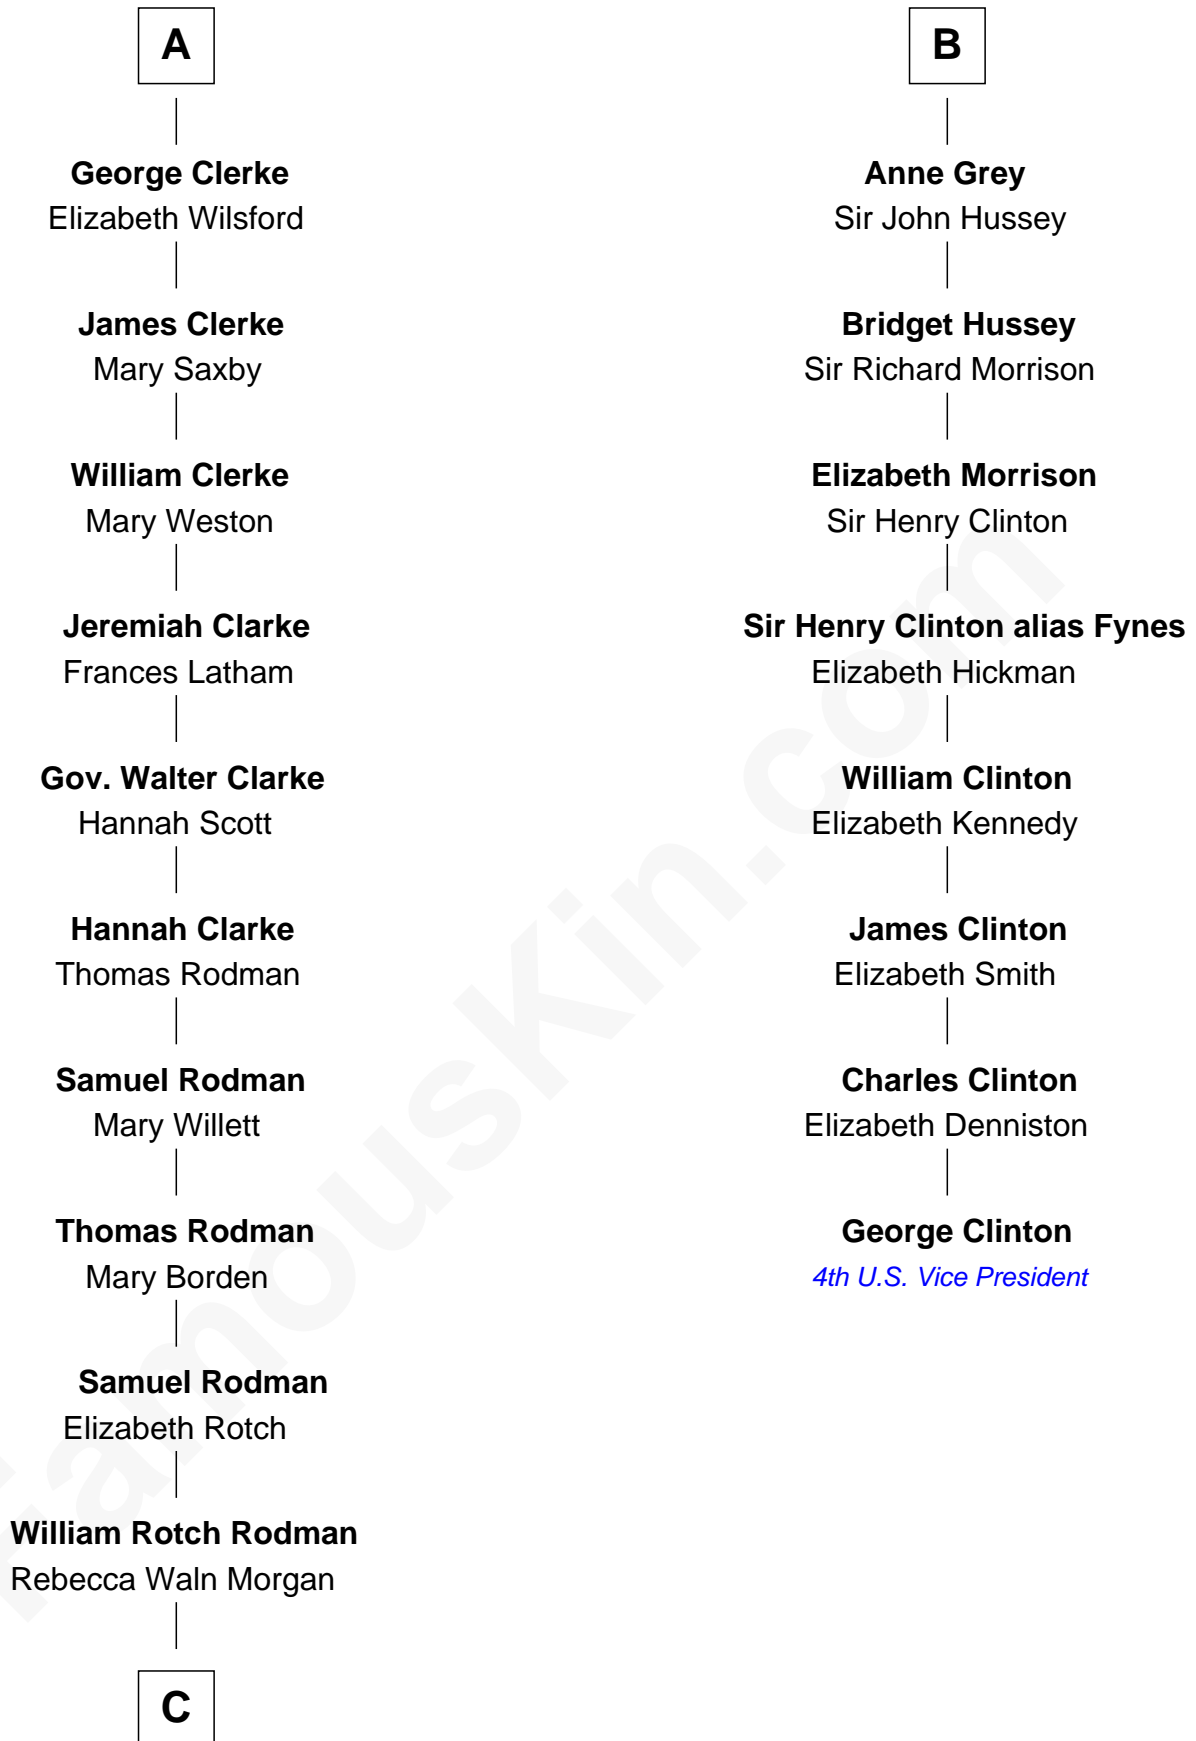 A
George Clerke
Elizabeth Wilsford
James Clerke
Mary Saxby
William Clerke
Mary Weston
Jeremiah Clarke
Frances Latham
Gov. Walter Clarke
Hannah Scott
Hannah Clarke
Thomas Rodman
Samuel Rodman
Mary Willett
Thomas Rodman
Mary Borden
Samuel Rodman
Elizabeth Rotch
William Rotch Rodman
Rebecca Waln Morgan
C
B
Anne Grey
Sir John Hussey
Bridget Hussey
Sir Richard Morrison
Elizabeth Morrison
Sir Henry Clinton
Sir Henry Clinton alias Fynes
Elizabeth Hickman
William Clinton
Elizabeth Kennedy
James Clinton
Elizabeth Smith
Charles Clinton
Elizabeth Denniston
George Clinton
4th U.S. Vice President
FamousKin.com